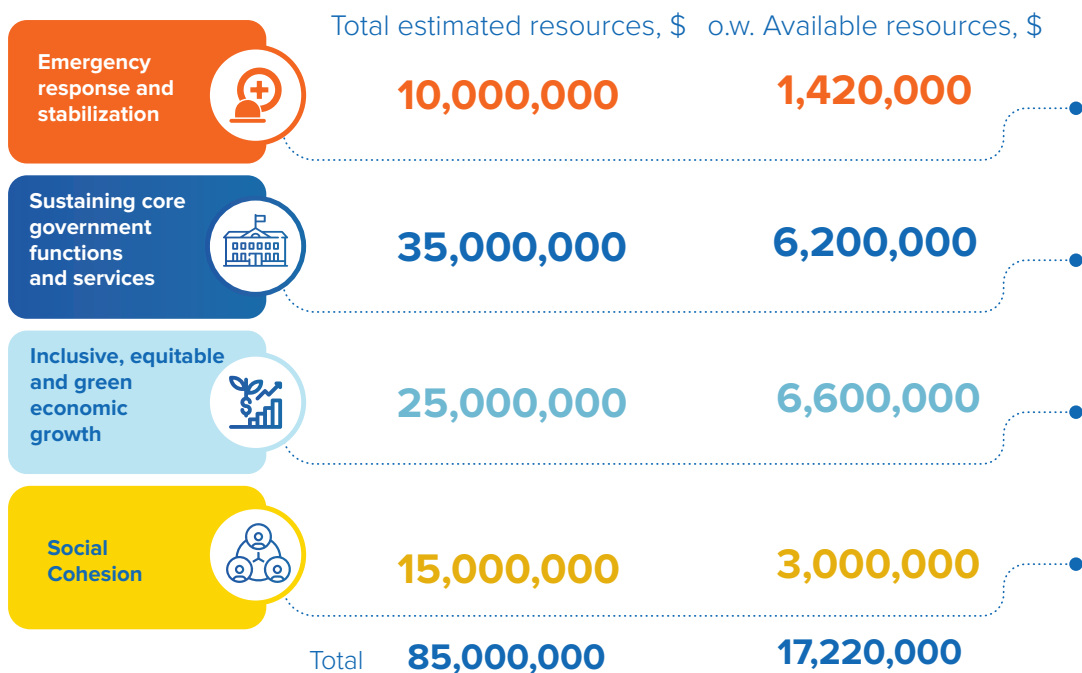 Total estimated resources, $ o.w. Available resources, $
Emergency
response and
stabilization
10,000,000 1,420,000
Sustaining core
government
functions
and services
35,000,000 6,200,000
Inclusive, equitable
and green
economic
growth
25,000,000 6,600,000
Social
Cohesion
15,000,000 3,000,000
Total 85,000,000 17,220,000